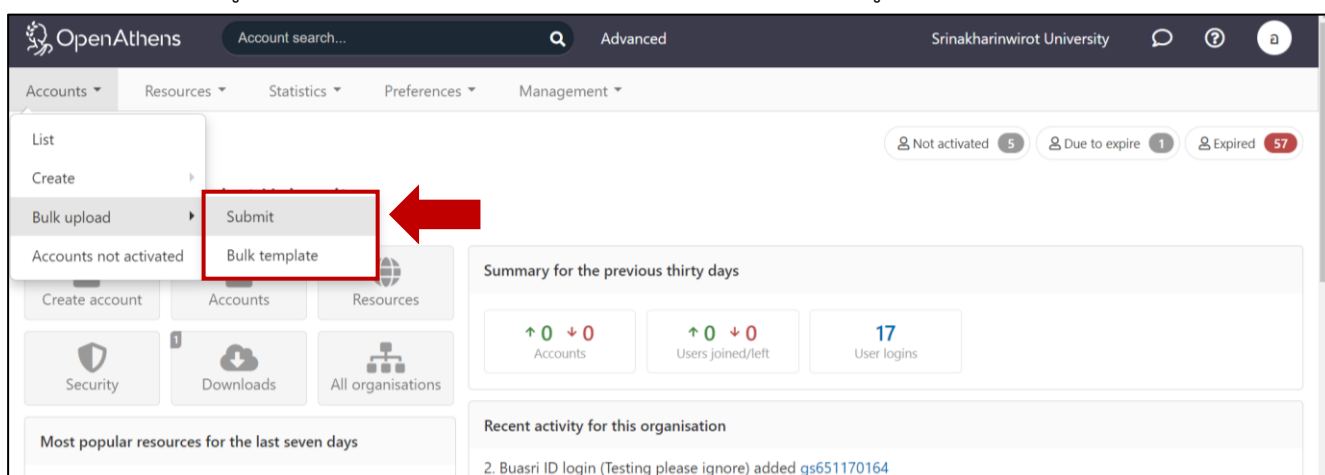 OpenAthens Account search... Advanced Srinakharinwirot University อ
Accounts Resources Statistics Preferences Management
List
Create
Bulk upload
Accounts not activated
Submit
Bulk template
Not activated 5 Due to expire 1 Expired 57
Create account Accounts Resources
1
Security Downloads All organisations
Summary for the previous thirty days
0 0
Accounts
0 0
Users joined/left
17
User logins
Most popular resources for the last seven days
Recent activity for this organisation
2. Buasri ID login (Testing please ignore) added gs651170164